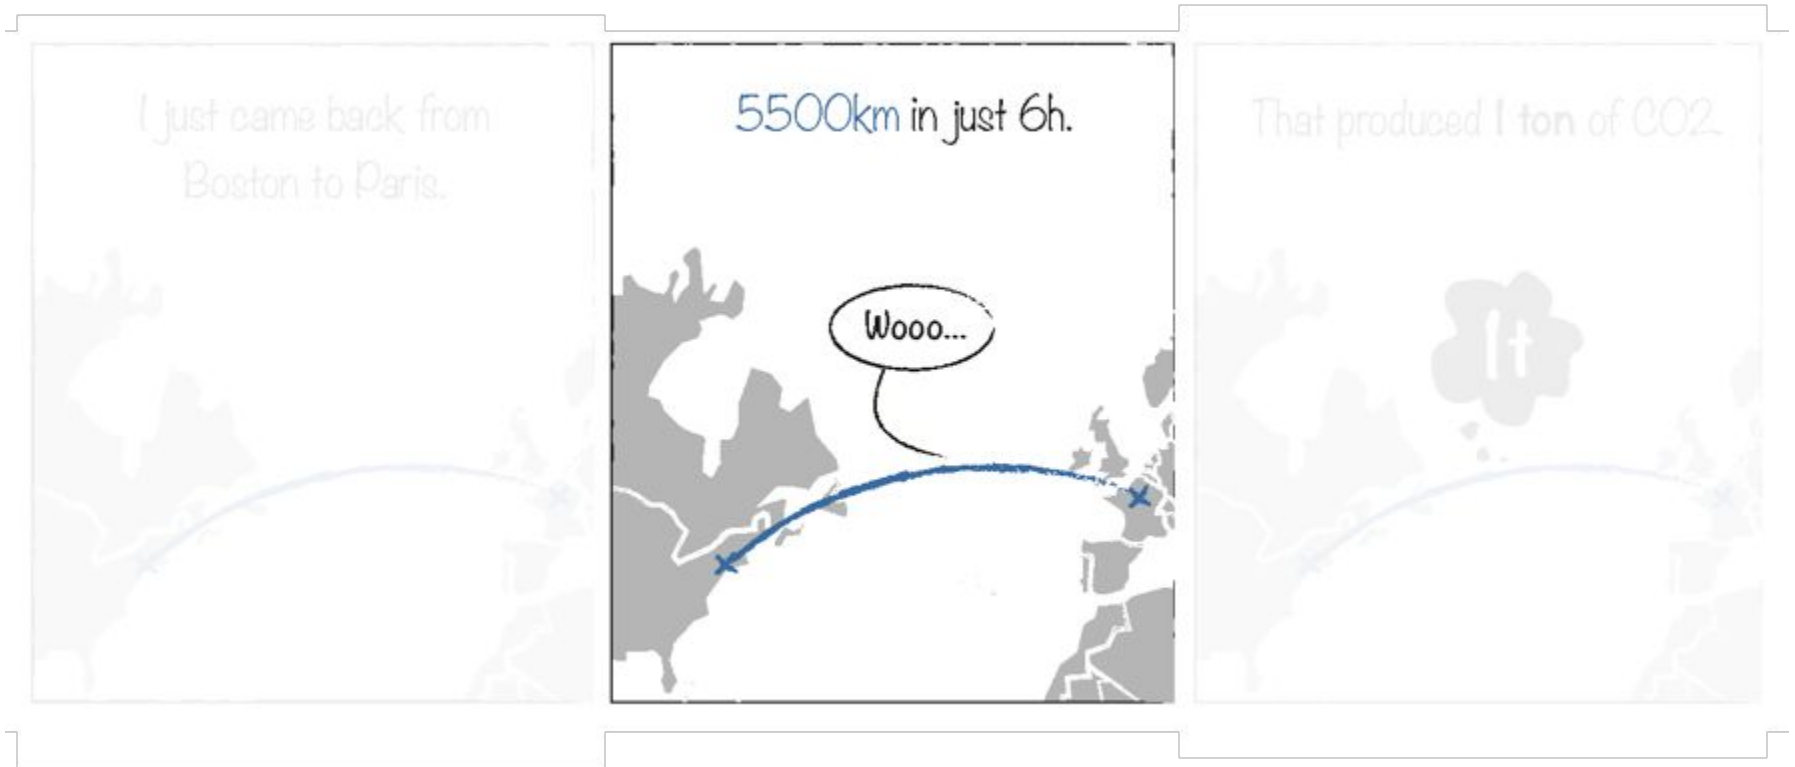 I just came back from
Boston to Paris.
5500km in just 6h.
Wooo...
That produced 1 ton of CO2
1t